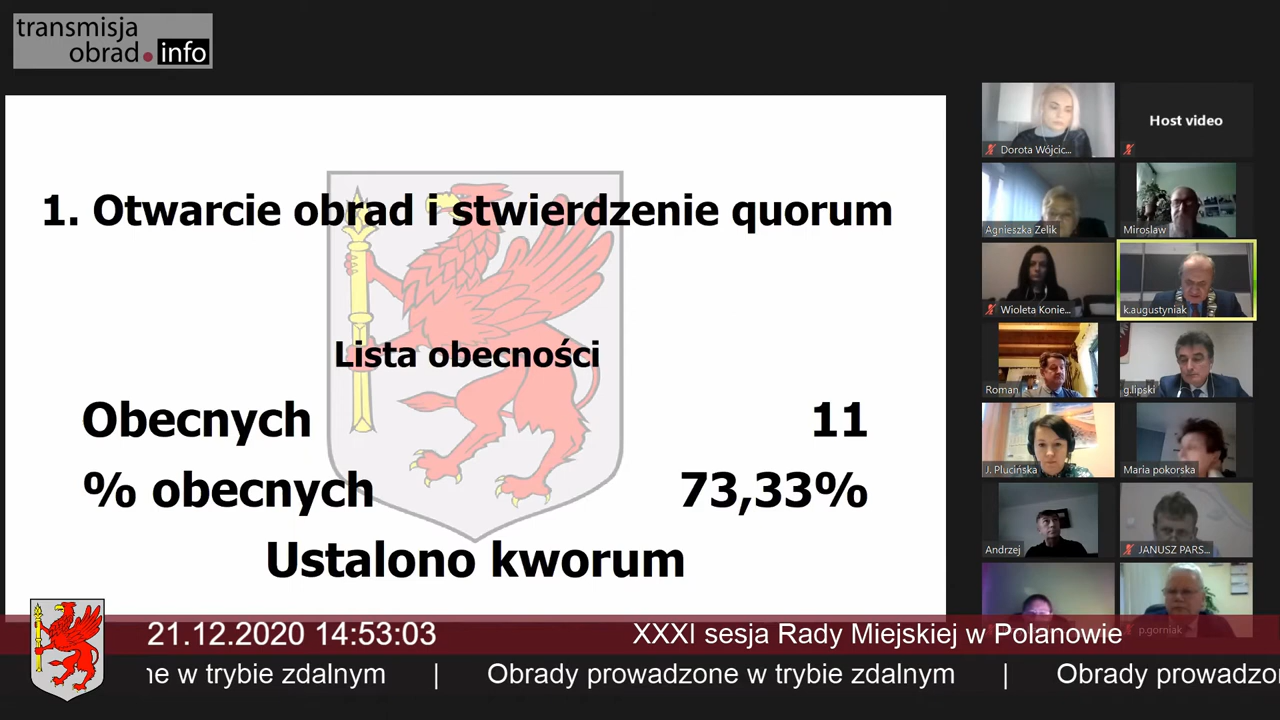 transmisja
obrad.info
1. Otwarcie obrad i stwierdzenie quorum
Lista obecności
Obecnych 11
% obecnych 73,33%
Ustalono kworum
Dorota Wójcic...
Host video
Agnieszka Zelik
Miroslaw
Wioleta Konie...
k.augustyniak
Roman
g.lipski
J. Plucińska
Maria pokorska
Andrzej
JANUSZ PARS...
p.gorniak
21.12.2020 14:53:03 XXXI sesja Rady Miejskiej w Polanowie
ne w trybie zdalnym | Obrady prowadzone w trybie zdalnym | Obrady prowadzon